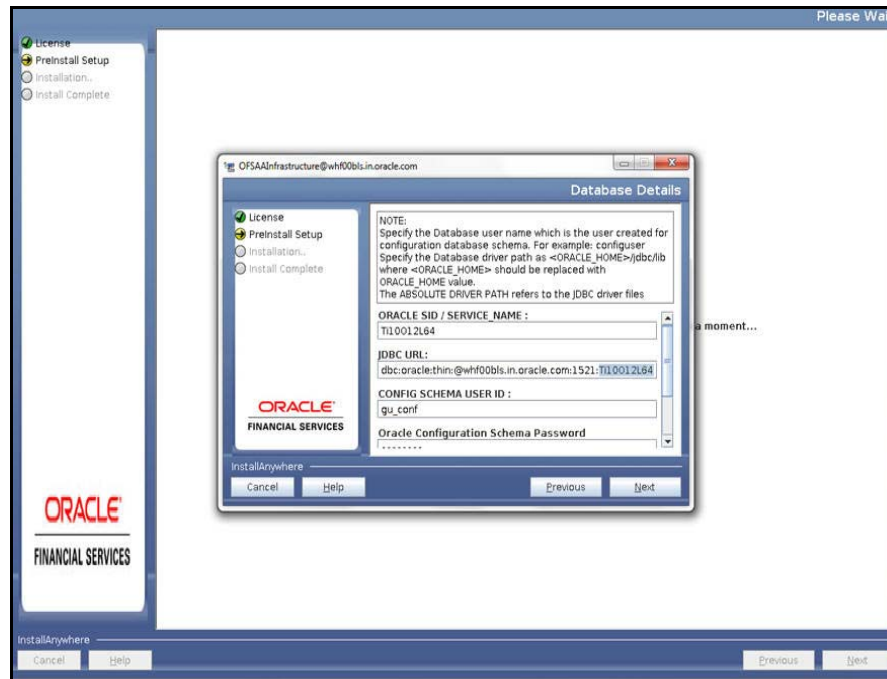 Please Wai
License
PreInstall Setup
Installation..
Install Complete
OFSAAInfrastructure@whf00bls.in.oracle.com
Database Details
License
PreInstall Setup
Installation..
Install Complete
NOTE:
Specify the Database user name which is the user created for
configuration database schema. For example: configuser
Specify the Database driver path as <ORACLE_HOME>/jdbc/lib
where <ORACLE_HOME> should be replaced with
ORACLE_HOME value.
The ABSOLUTE DRIVER PATH refers to the JDBC driver files
ORACLE SID / SERVICE_NAME :
TI10012L64
a moment...
JDBC URL:
dbc:oracle:thin:@whf00bls.in.oracle.com:1521:TI10012L64
CONFIG SCHEMA USER ID :
gu_conf
Oracle Configuration Schema Password
--------
ORACLE
FINANCIAL SERVICES
InstallAnywhere
Cancel
Help
Previous
Next
ORACLE
FINANCIAL SERVICES
InstallAnywhere
Cancel
Help
Previous
Next